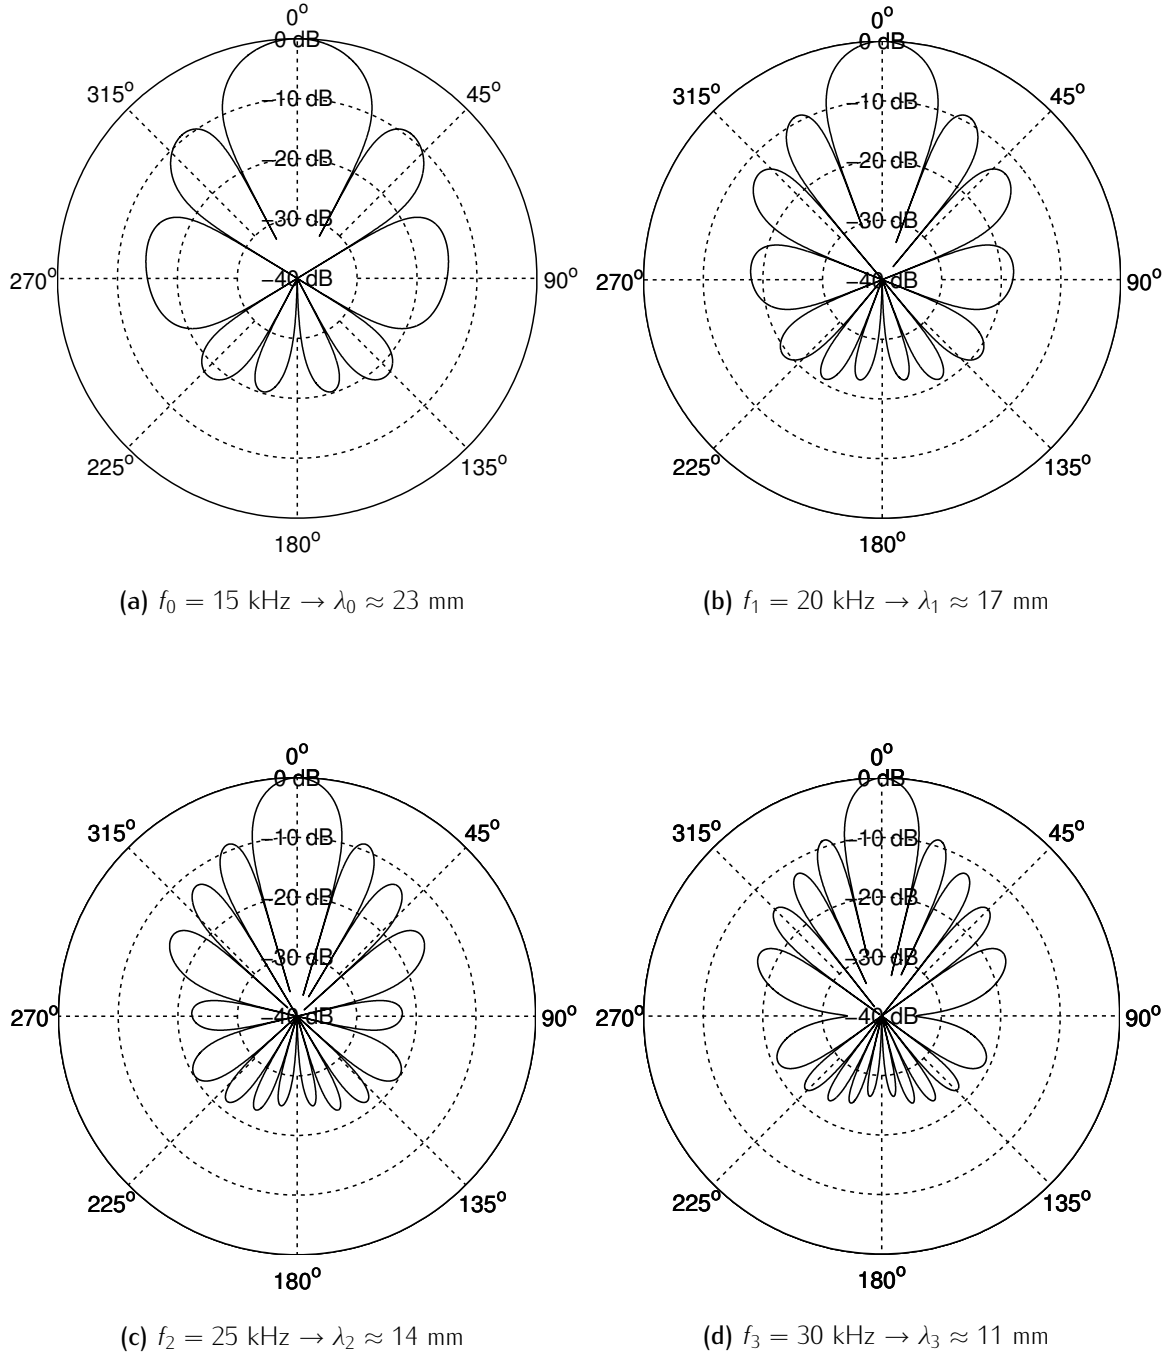 0°
0 dB
315°
45°
−10 dB
−20 dB
−30 dB
270°
−40 dB
90°
225°
135°
180°
(a) f₀ = 15 kHz → λ₀ ≈ 23 mm
0°
0 dB
315°
45°
−10 dB
−20 dB
−30 dB
270°
−40 dB
90°
225°
135°
180°
(b) f₁ = 20 kHz → λ₁ ≈ 17 mm
0°
0 dB
315°
45°
−10 dB
−20 dB
−30 dB
270°
−40 dB
90°
225°
135°
180°
(c) f₂ = 25 kHz → λ₂ ≈ 14 mm
0°
0 dB
315°
45°
−10 dB
−20 dB
−30 dB
270°
−40 dB
90°
225°
135°
180°
(d) f₃ = 30 kHz → λ₃ ≈ 11 mm